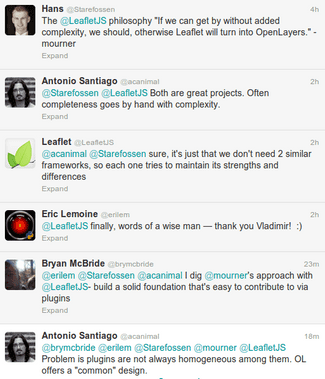 Hans @Starefossen 4h
The @LeafletJS philosophy "If we can get by without added
complexity, we should, otherwise Leaflet will turn into OpenLayers." -
mourner
Expand
Antonio Santiago @acanimal 2h
@Starefossen @LeafletJS Both are great projects. Often
completeness goes by hand with complexity.
Expand
Leaflet @LeafletJS 2h
@acanimal @Starefossen sure, it's just that we don't need 2 similar
frameworks, so each one tries to maintain its strengths and
differences
Expand
Eric Lemoine @erilem 2h
@LeafletJS finally, words of a wise man — thank you Vladimir! :)
Expand
Bryan McBride @brymcbride 23m
@erilem @Starefossen @acanimal I dig @mourner's approach with
@LeafletJS- build a solid foundation that's easy to contribute to via
plugins
Expand
Antonio Santiago @acanimal 18m
@brymcbride @erilem @Starefossen @mourner @LeafletJS
Problem is plugins are not always homogeneous among them. OL
offers a "common" design.